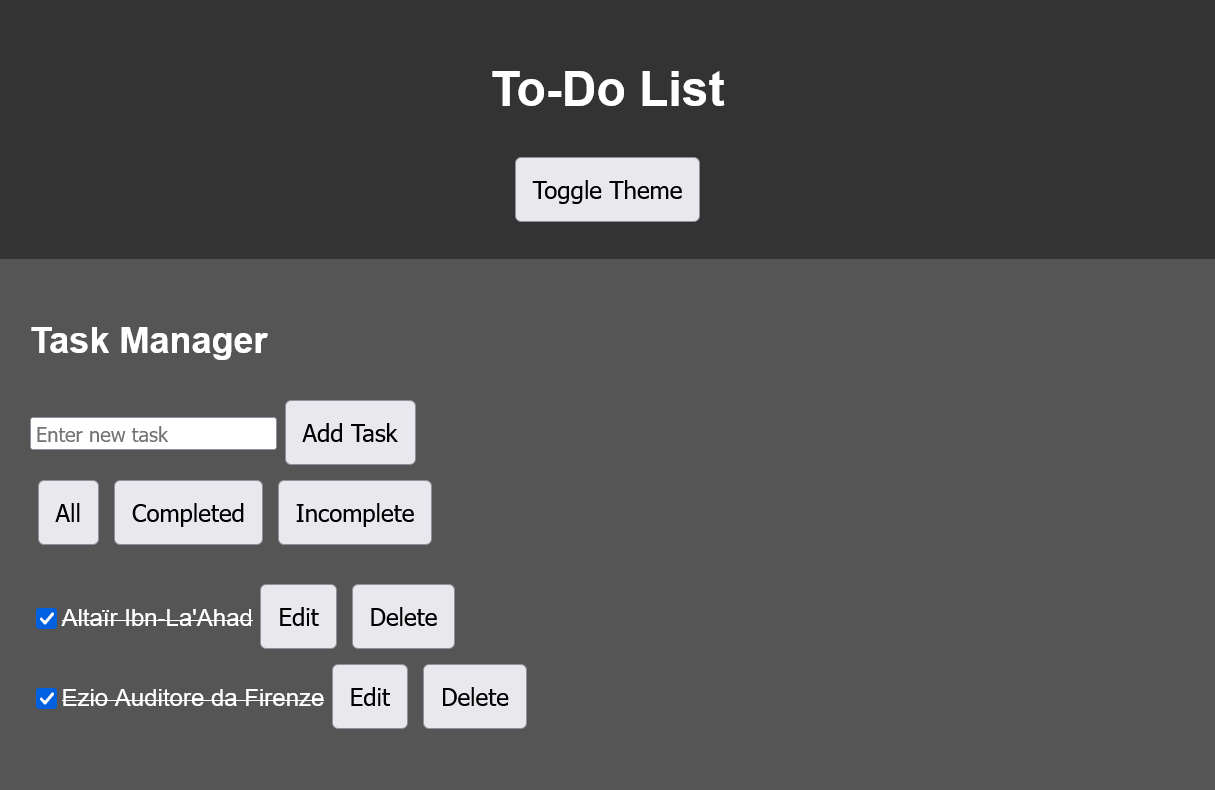 To-Do List
Toggle Theme
Task Manager
Enter new task Add Task
All Completed Incomplete
Altaïr Ibn-La'Ahad Edit Delete
Ezio Auditore da Firenze Edit Delete